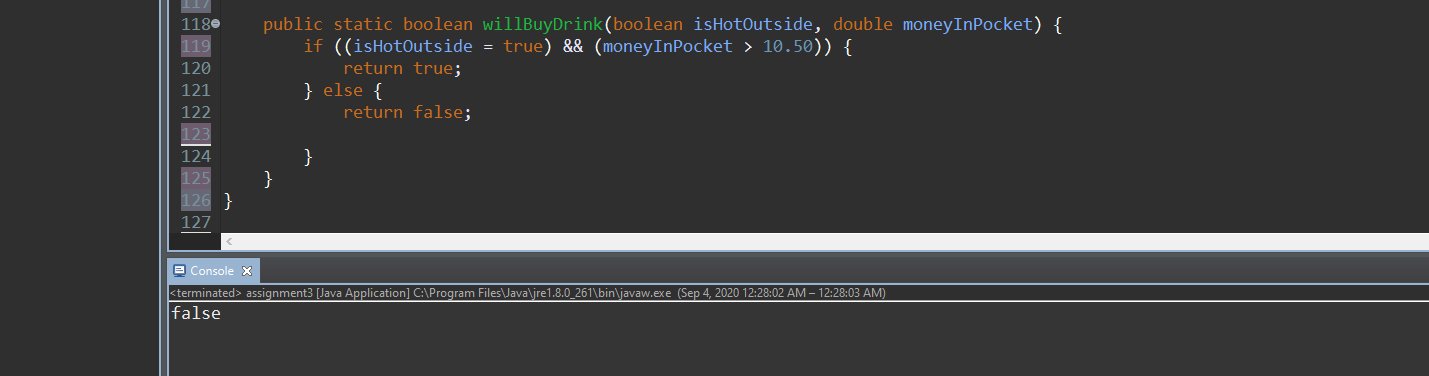 117
118 public static boolean willBuyDrink(boolean isHotOutside, double moneyInPocket) {
119 if ((isHotOutside = true) && (moneyInPocket > 10.50)) {
120 return true;
121 } else {
122 return false;
123
124 }
125 }
126 }
127
Console
<terminated> assignment3 [Java Application] C:\Program Files\Java\jre1.8.0_261\bin\javaw.exe (Sep 4, 2020 12:28:02 AM – 12:28:03 AM)
false